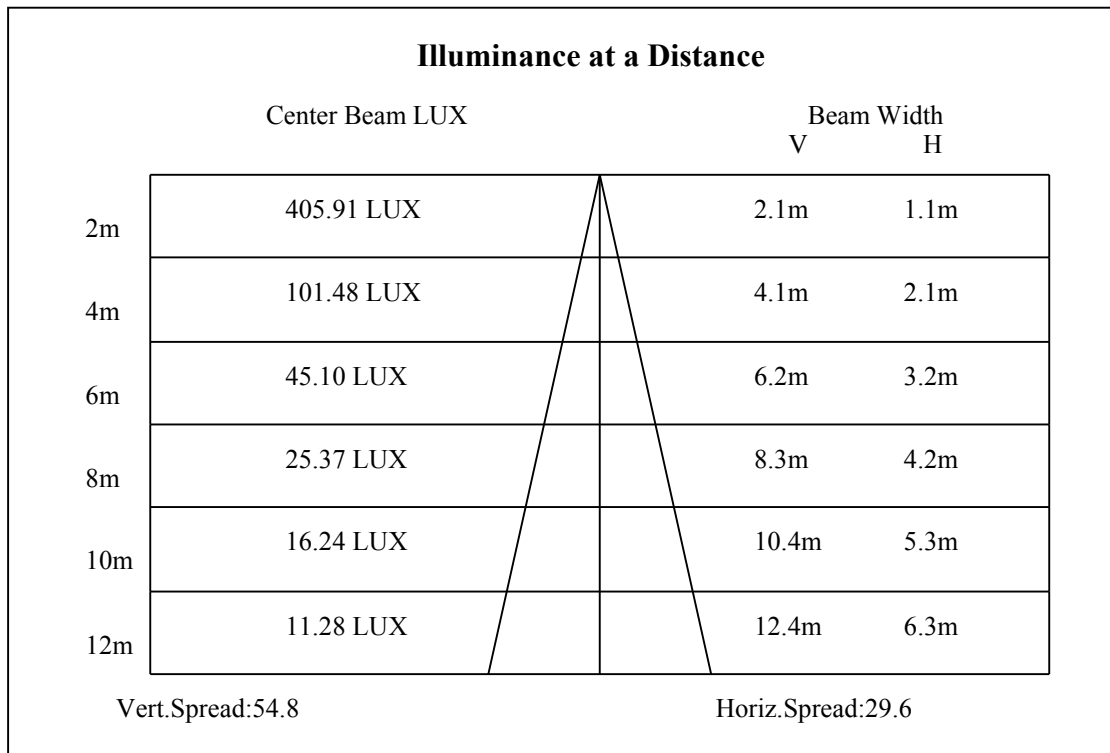 Illuminance at a Distance
Center Beam LUX Beam Width
V H
2m 405.91 LUX 2.1m 1.1m
4m 101.48 LUX 4.1m 2.1m
6m 45.10 LUX 6.2m 3.2m
8m 25.37 LUX 8.3m 4.2m
10m 16.24 LUX 10.4m 5.3m
12m 11.28 LUX 12.4m 6.3m
Vert.Spread:54.8 Horiz.Spread:29.6